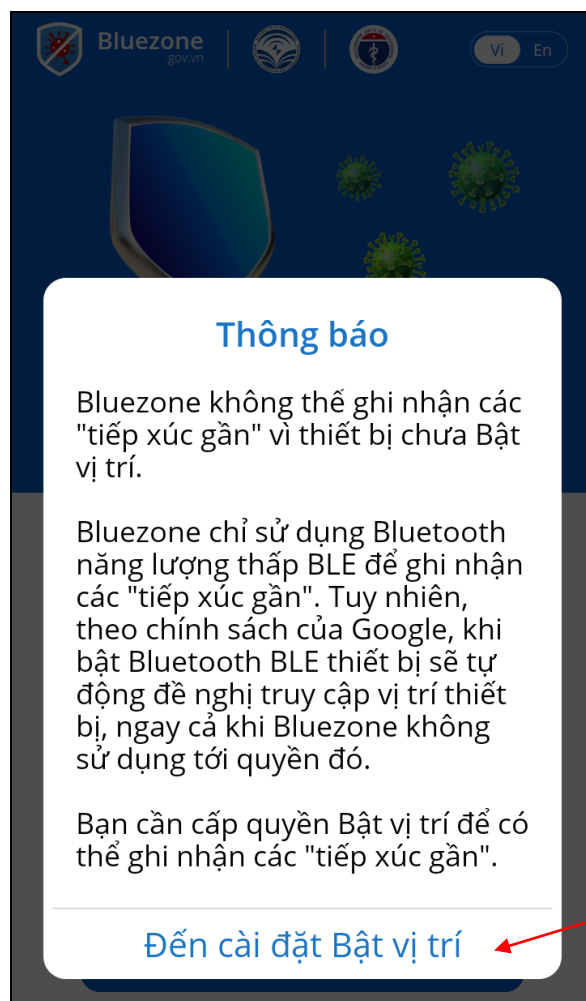 Bluezone
.gov.vn
Vi
En
Thông báo
Bluezone không thể ghi nhận các
"tiếp xúc gần" vì thiết bị chưa Bật
vị trí.
Bluezone chỉ sử dụng Bluetooth
năng lượng thấp BLE để ghi nhận
các "tiếp xúc gần". Tuy nhiên,
theo chính sách của Google, khi
bật Bluetooth BLE thiết bị sẽ tự
động đề nghị truy cập vị trí thiết
bị, ngay cả khi Bluezone không
sử dụng tới quyền đó.
Bạn cần cấp quyền Bật vị trí để có
thể ghi nhận các "tiếp xúc gần".
Đến cài đặt Bật vị trí